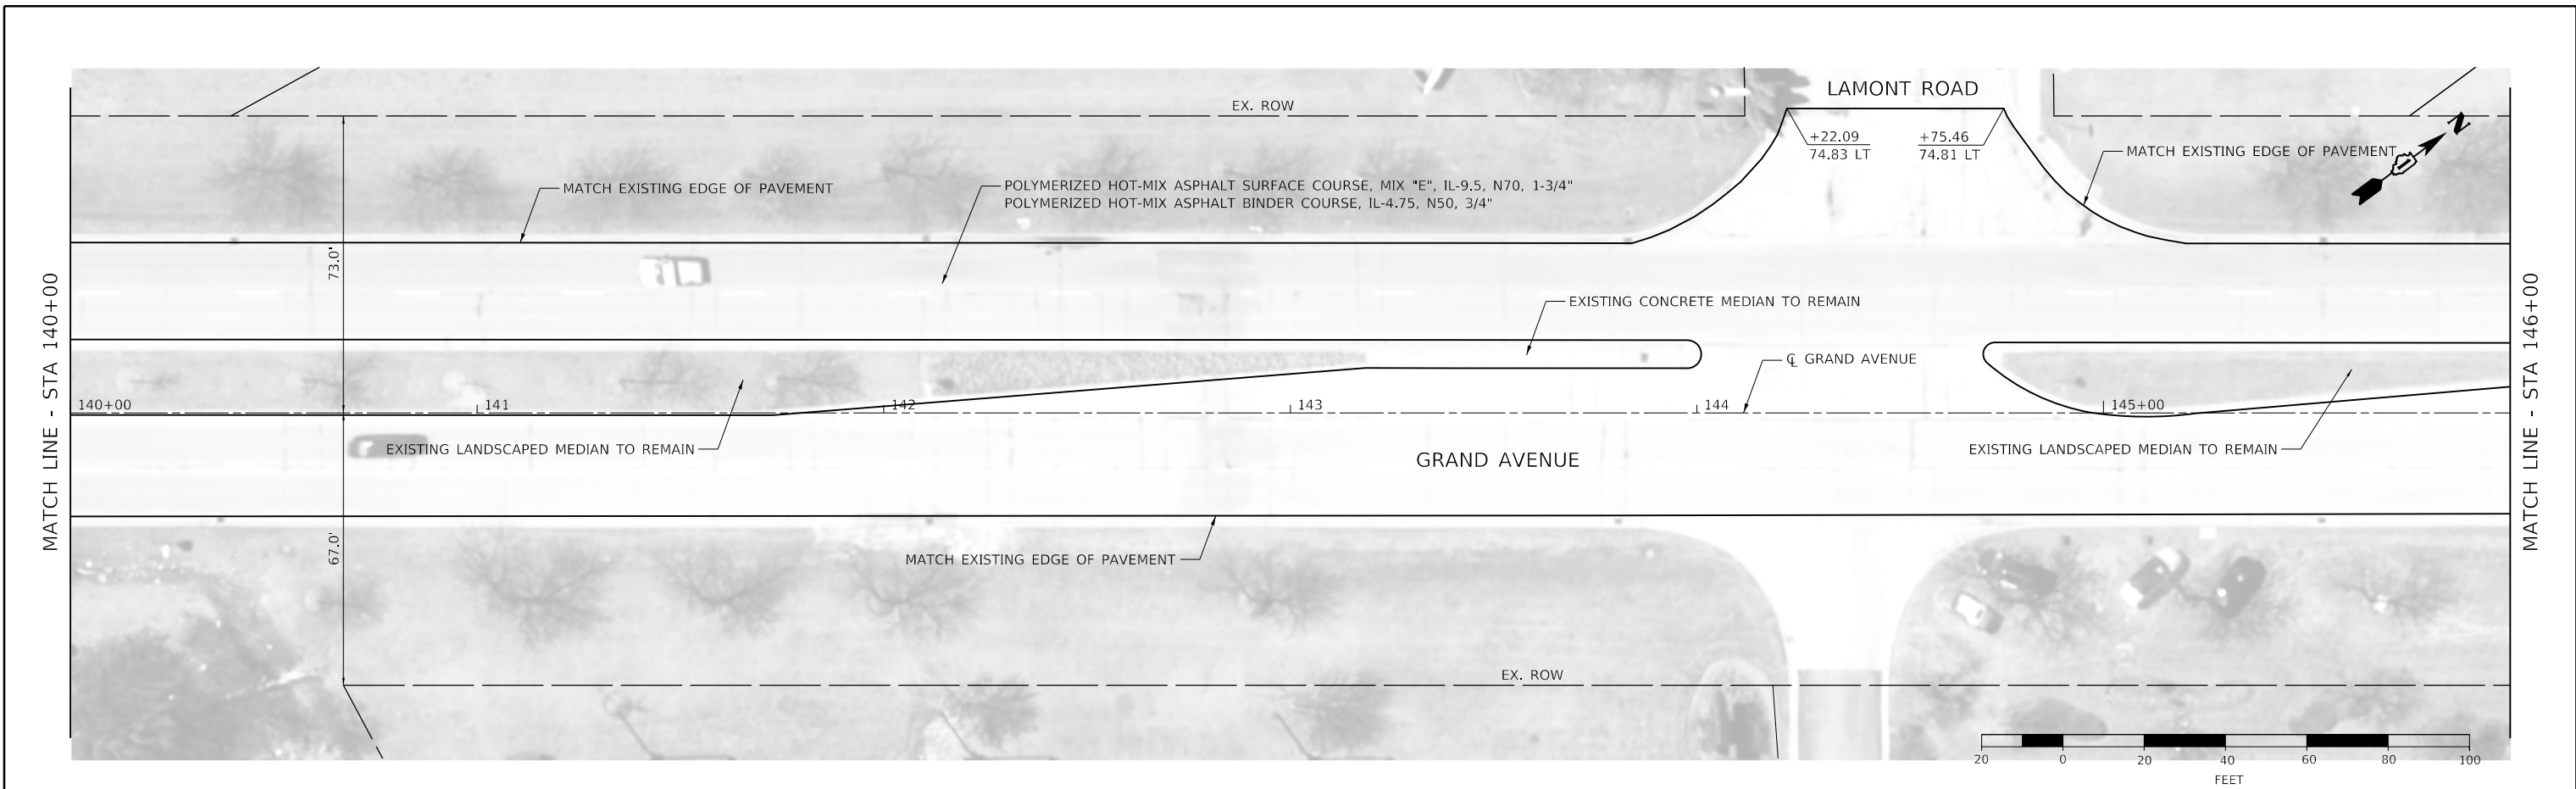 LAMONT ROAD
EX. ROW
+22.09
74.83 LT
+75.46
74.81 LT
N
MATCH EXISTING EDGE OF PAVEMENT
MATCH EXISTING EDGE OF PAVEMENT
POLYMERIZED HOT-MIX ASPHALT SURFACE COURSE, MIX "E", IL-9.5, N70, 1-3/4"
POLYMERIZED HOT-MIX ASPHALT BINDER COURSE, IL-4.75, N50, 3/4"
73.0'
MATCH LINE - STA 140+00
MATCH LINE - STA 146+00
EXISTING CONCRETE MEDIAN TO REMAIN
℄ GRAND AVENUE
140+00
141
142
143
144
145+00
EXISTING LANDSCAPED MEDIAN TO REMAIN
GRAND AVENUE
EXISTING LANDSCAPED MEDIAN TO REMAIN
67.0'
MATCH EXISTING EDGE OF PAVEMENT
EX. ROW
20 0 20 40 60 80 100
FEET